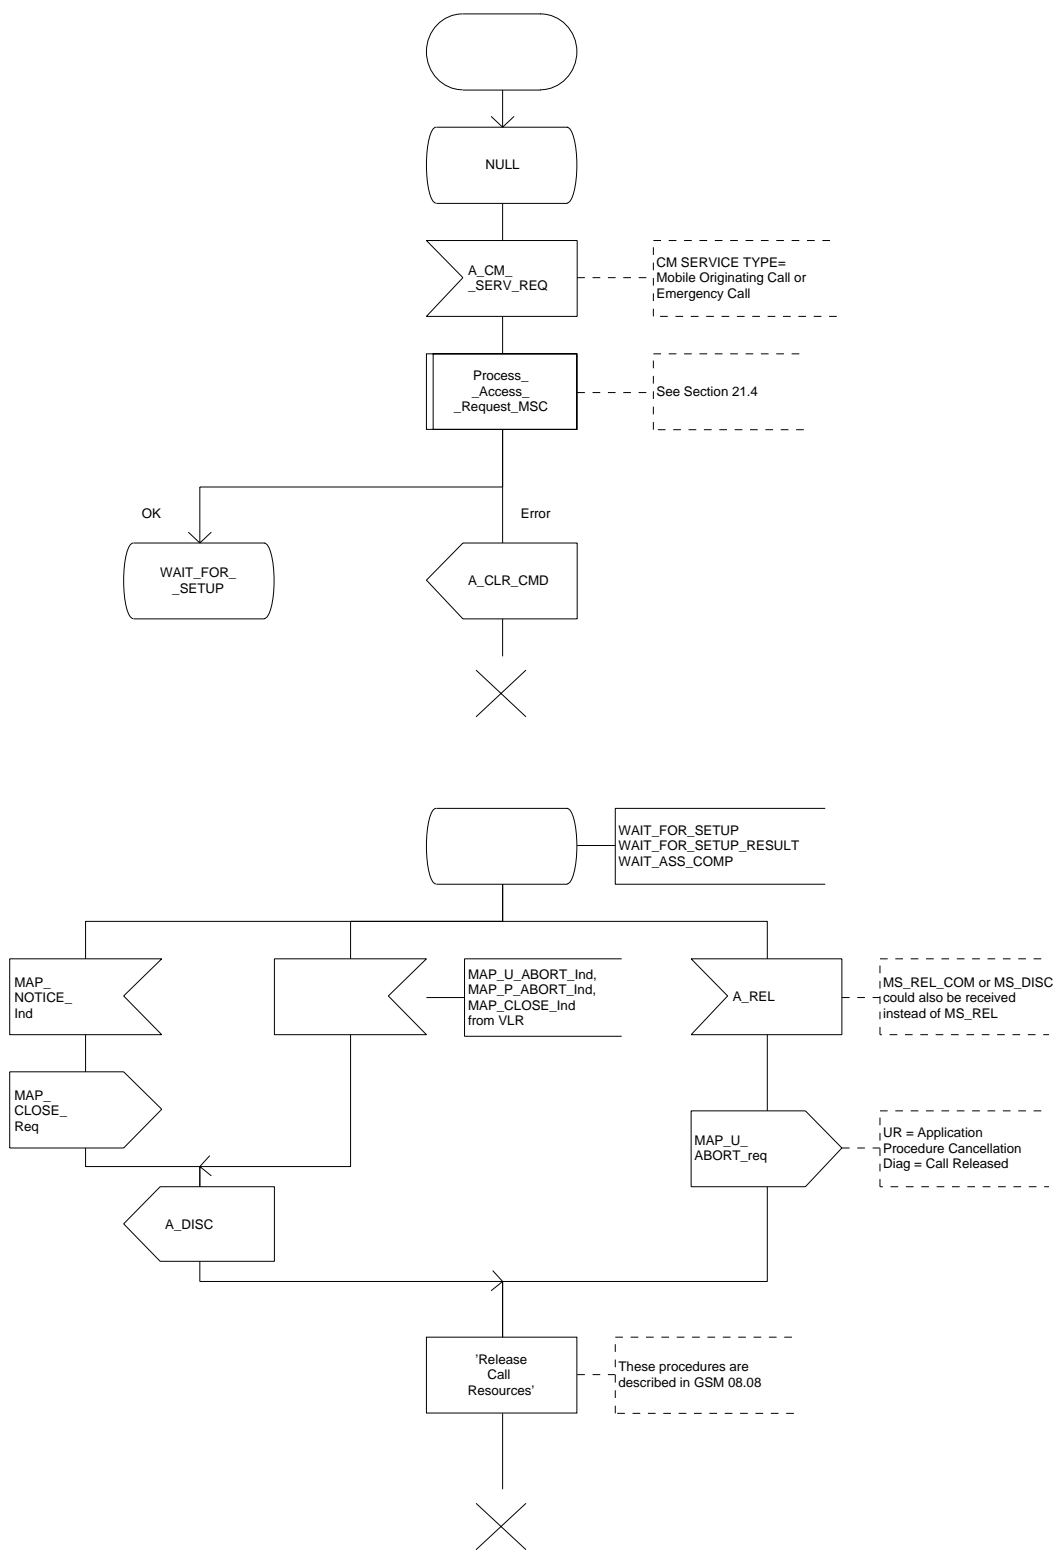 NULL
A_CM_
_SERV_REQ
CM SERVICE TYPE=
Mobile Originating Call or
Emergency Call
Process_
_Access_
_Request_MSC
See Section 21.4
OK
Error
WAIT_FOR_
_SETUP
A_CLR_CMD
WAIT_FOR_SETUP
WAIT_FOR_SETUP_RESULT
WAIT_ASS_COMP
MAP_
NOTICE_
Ind
MAP_U_ABORT_Ind,
MAP_P_ABORT_Ind,
MAP_CLOSE_Ind
from VLR
A_REL
MS_REL_COM or MS_DISC
could also be received
instead of MS_REL
MAP_
CLOSE_
Req
MAP_U_
ABORT_req
UR = Application
Procedure Cancellation
Diag = Call Released
A_DISC
'Release
Call
Resources'
These procedures are
described in GSM 08.08